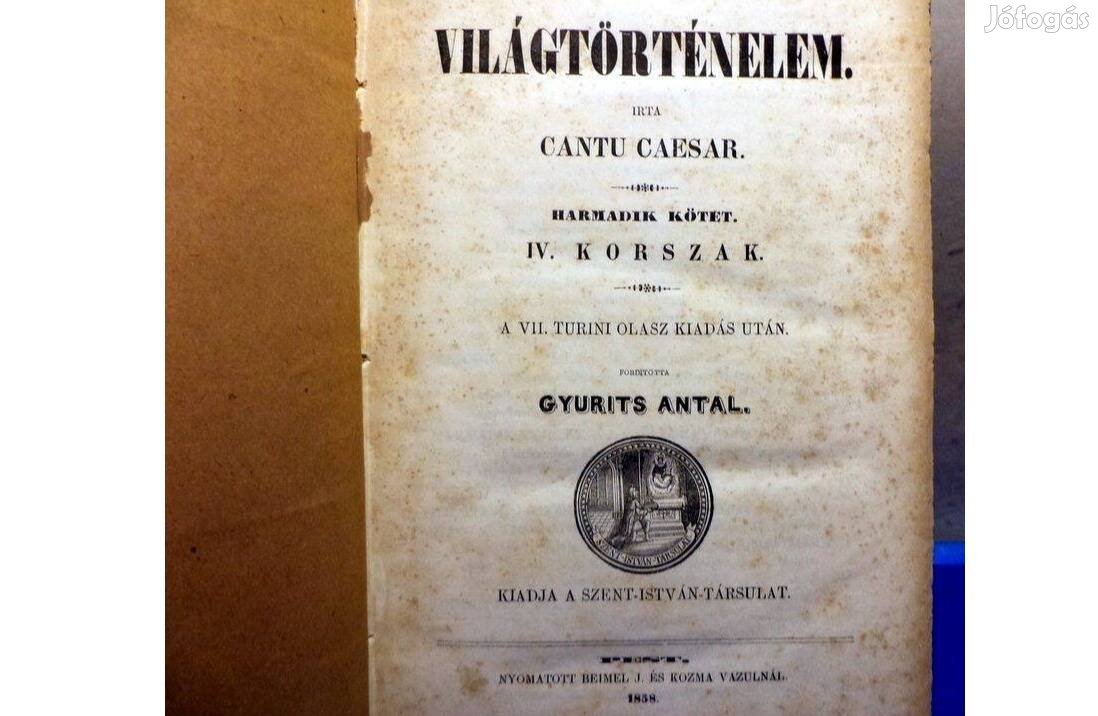 Jófogás
VILÁGTÖRTÉNELEM.
IRTA
CANTU CAESAR.
HARMADIK KÖTET.
IV. KORSZAK.
A VII. TURINI OLASZ KIADÁS UTÁN.
FORDITOTTA
GYURITS ANTAL.
SZENT-ISTVÁN-TÁRSULAT
KIADJA A SZENT-ISTVÁN-TÁRSULAT.
PEST.
NYOMATOTT BEIMEL J. ÉS KOZMA VAZULNÁL.
1858.